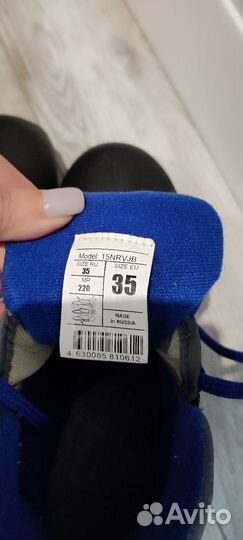 Model: 15NRVJB
SIZE RU
35
MP
220
SIZE EU
35
MADE
in RUSSIA
4 630085 810612
Avito